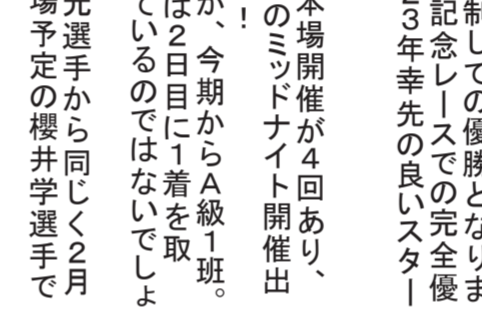 制しての優勝となりま
記念レースでの完全優
23年幸先の良いスター
本場開催が4回あり、
のミッドナイト開催出
！
が、今期からA級1班。
は2日目に1着を取
ているのではないでしょ
元選手から同じく2月
場予定の櫻井学選手で